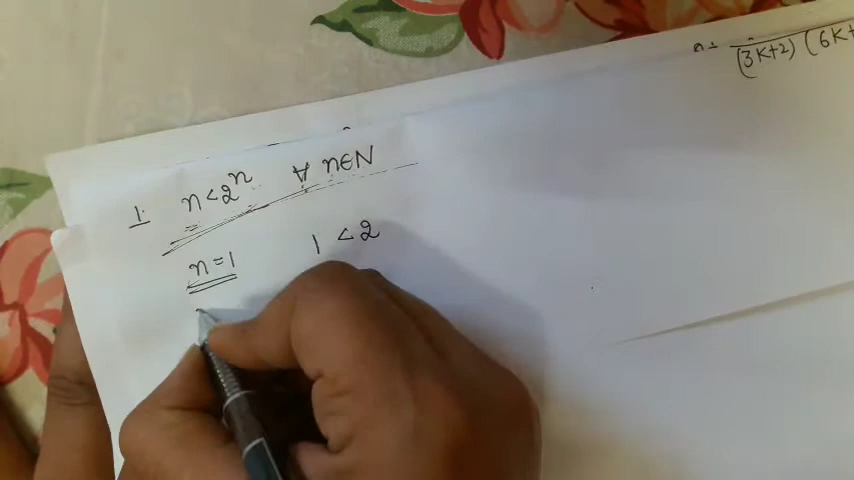 1. n < 2ⁿ ∀ n∈N
n=1 1 < 2
(3K+2) (6K+